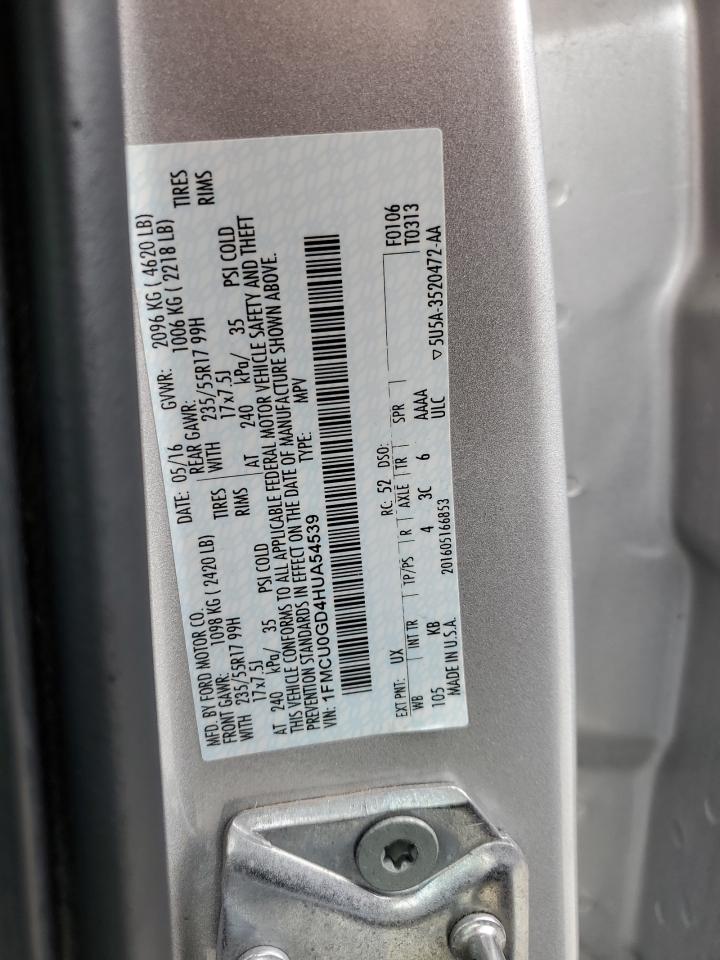 MFD. BY FORD MOTOR CO. DATE: 05/16 GVWR: 2096 KG ( 4620 LB)
FRONT GAWR: 1098 KG ( 2420 LB) REAR GAWR: 1006 KG ( 2218 LB)
WITH 235/55R17 99H TIRES WITH 235/55R17 99H TIRES
17x7.5J RIMS 17x7.5J RIMS
AT 240 kPa/ 35 PSI COLD AT 240 kPa/ 35 PSI COLD
THIS VEHICLE CONFORMS TO ALL APPLICABLE FEDERAL MOTOR VEHICLE SAFETY AND THEFT
PREVENTION STANDARDS IN EFFECT ON THE DATE OF MANUFACTURE SHOWN ABOVE.
VIN: 1FMCU0GD4HUA54539 TYPE: MPV
EXT PNT: UX RC: 52 DSO: F0106
WB INT TR TP/PS R AXLE TR SPR T0313
105 KB 4 3C 6 AAAA ▽5U5A-3520472-AA
MADE IN U.S.A. 201605166853 ULC